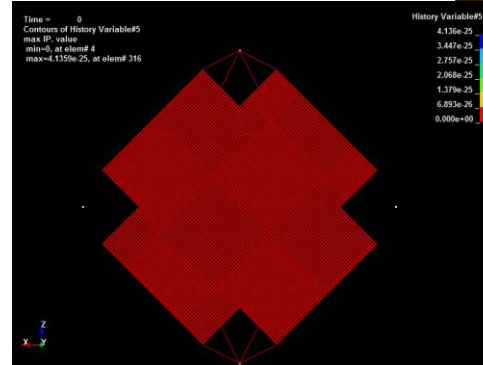 Time =        0
Contours of History Variable#5
max IP. value
min=0, at elem# 4
max=4.1359e-25, at elem# 316
History Variable#5
4.136e-25
3.447e-25
2.757e-25
2.068e-25
1.379e-25
6.893e-26
0.000e+00
Z
X Y